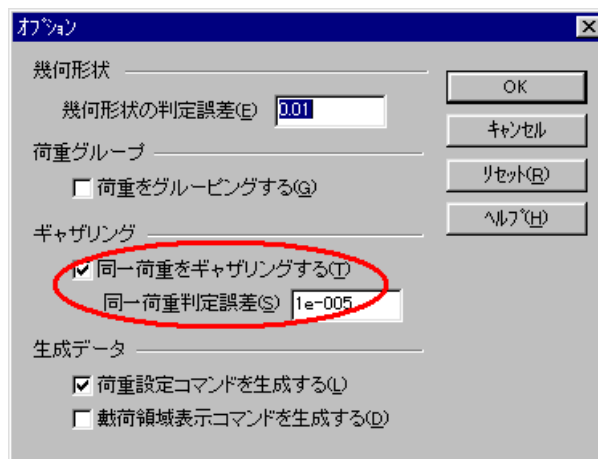 オプション
幾何形状
幾何形状の判定誤差(E) 0.01
荷重グループ
荷重をグルーピングする(G)
ギャザリング
同一荷重をギャザリングする(T)
同一荷重判定誤差(S) 1e-005
生成データ
荷重設定コマンドを生成する(L)
載荷領域表示コマンドを生成する(D)
OK
キャンセル
リセット(R)
ヘルプ(H)